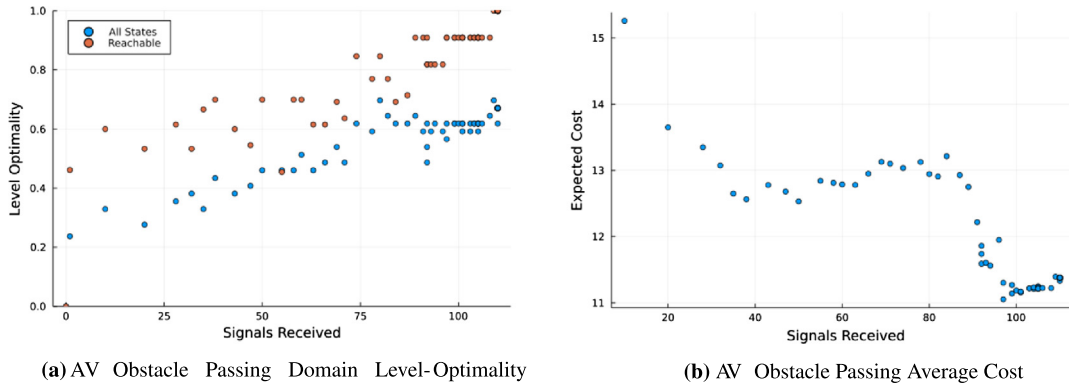 1.0
0.8
0.6
0.4
0.2
0.0
Level Optimality
All States
Reachable
0
25
50
75
100
Signals Received
(a) AV Obstacle Passing Domain Level-Optimality
15
14
13
12
11
Expected Cost
20
40
60
80
100
Signals Received
(b) AV Obstacle Passing Average Cost